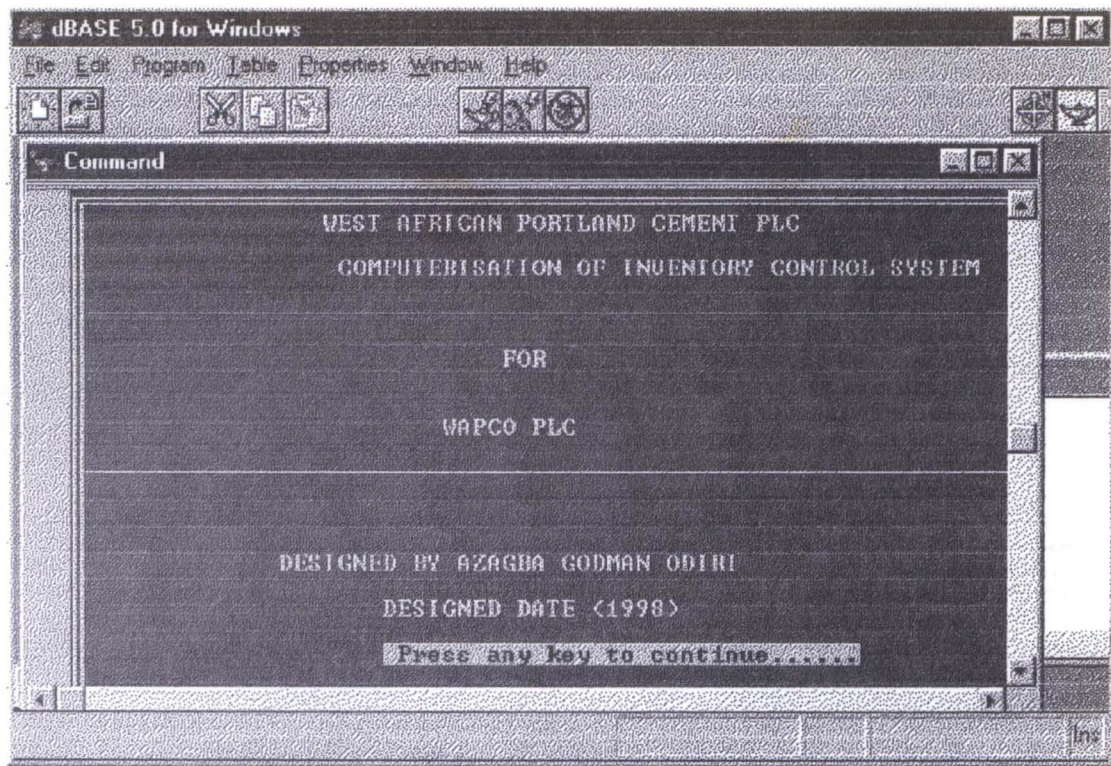 dBASE 5.0 for Windows
File Edit Program Table Properties Window Help
Command
WEST AFRICAN PORTLAND CEMENT PLC
COMPUTERISATION OF INVENTORY CONTROL SYSTEM
FOR
WAPCO PLC
DESIGNED BY AZAGBA GODMAN ODIRI
DESIGNED DATE (1998)
Press any key to continue......
Ins